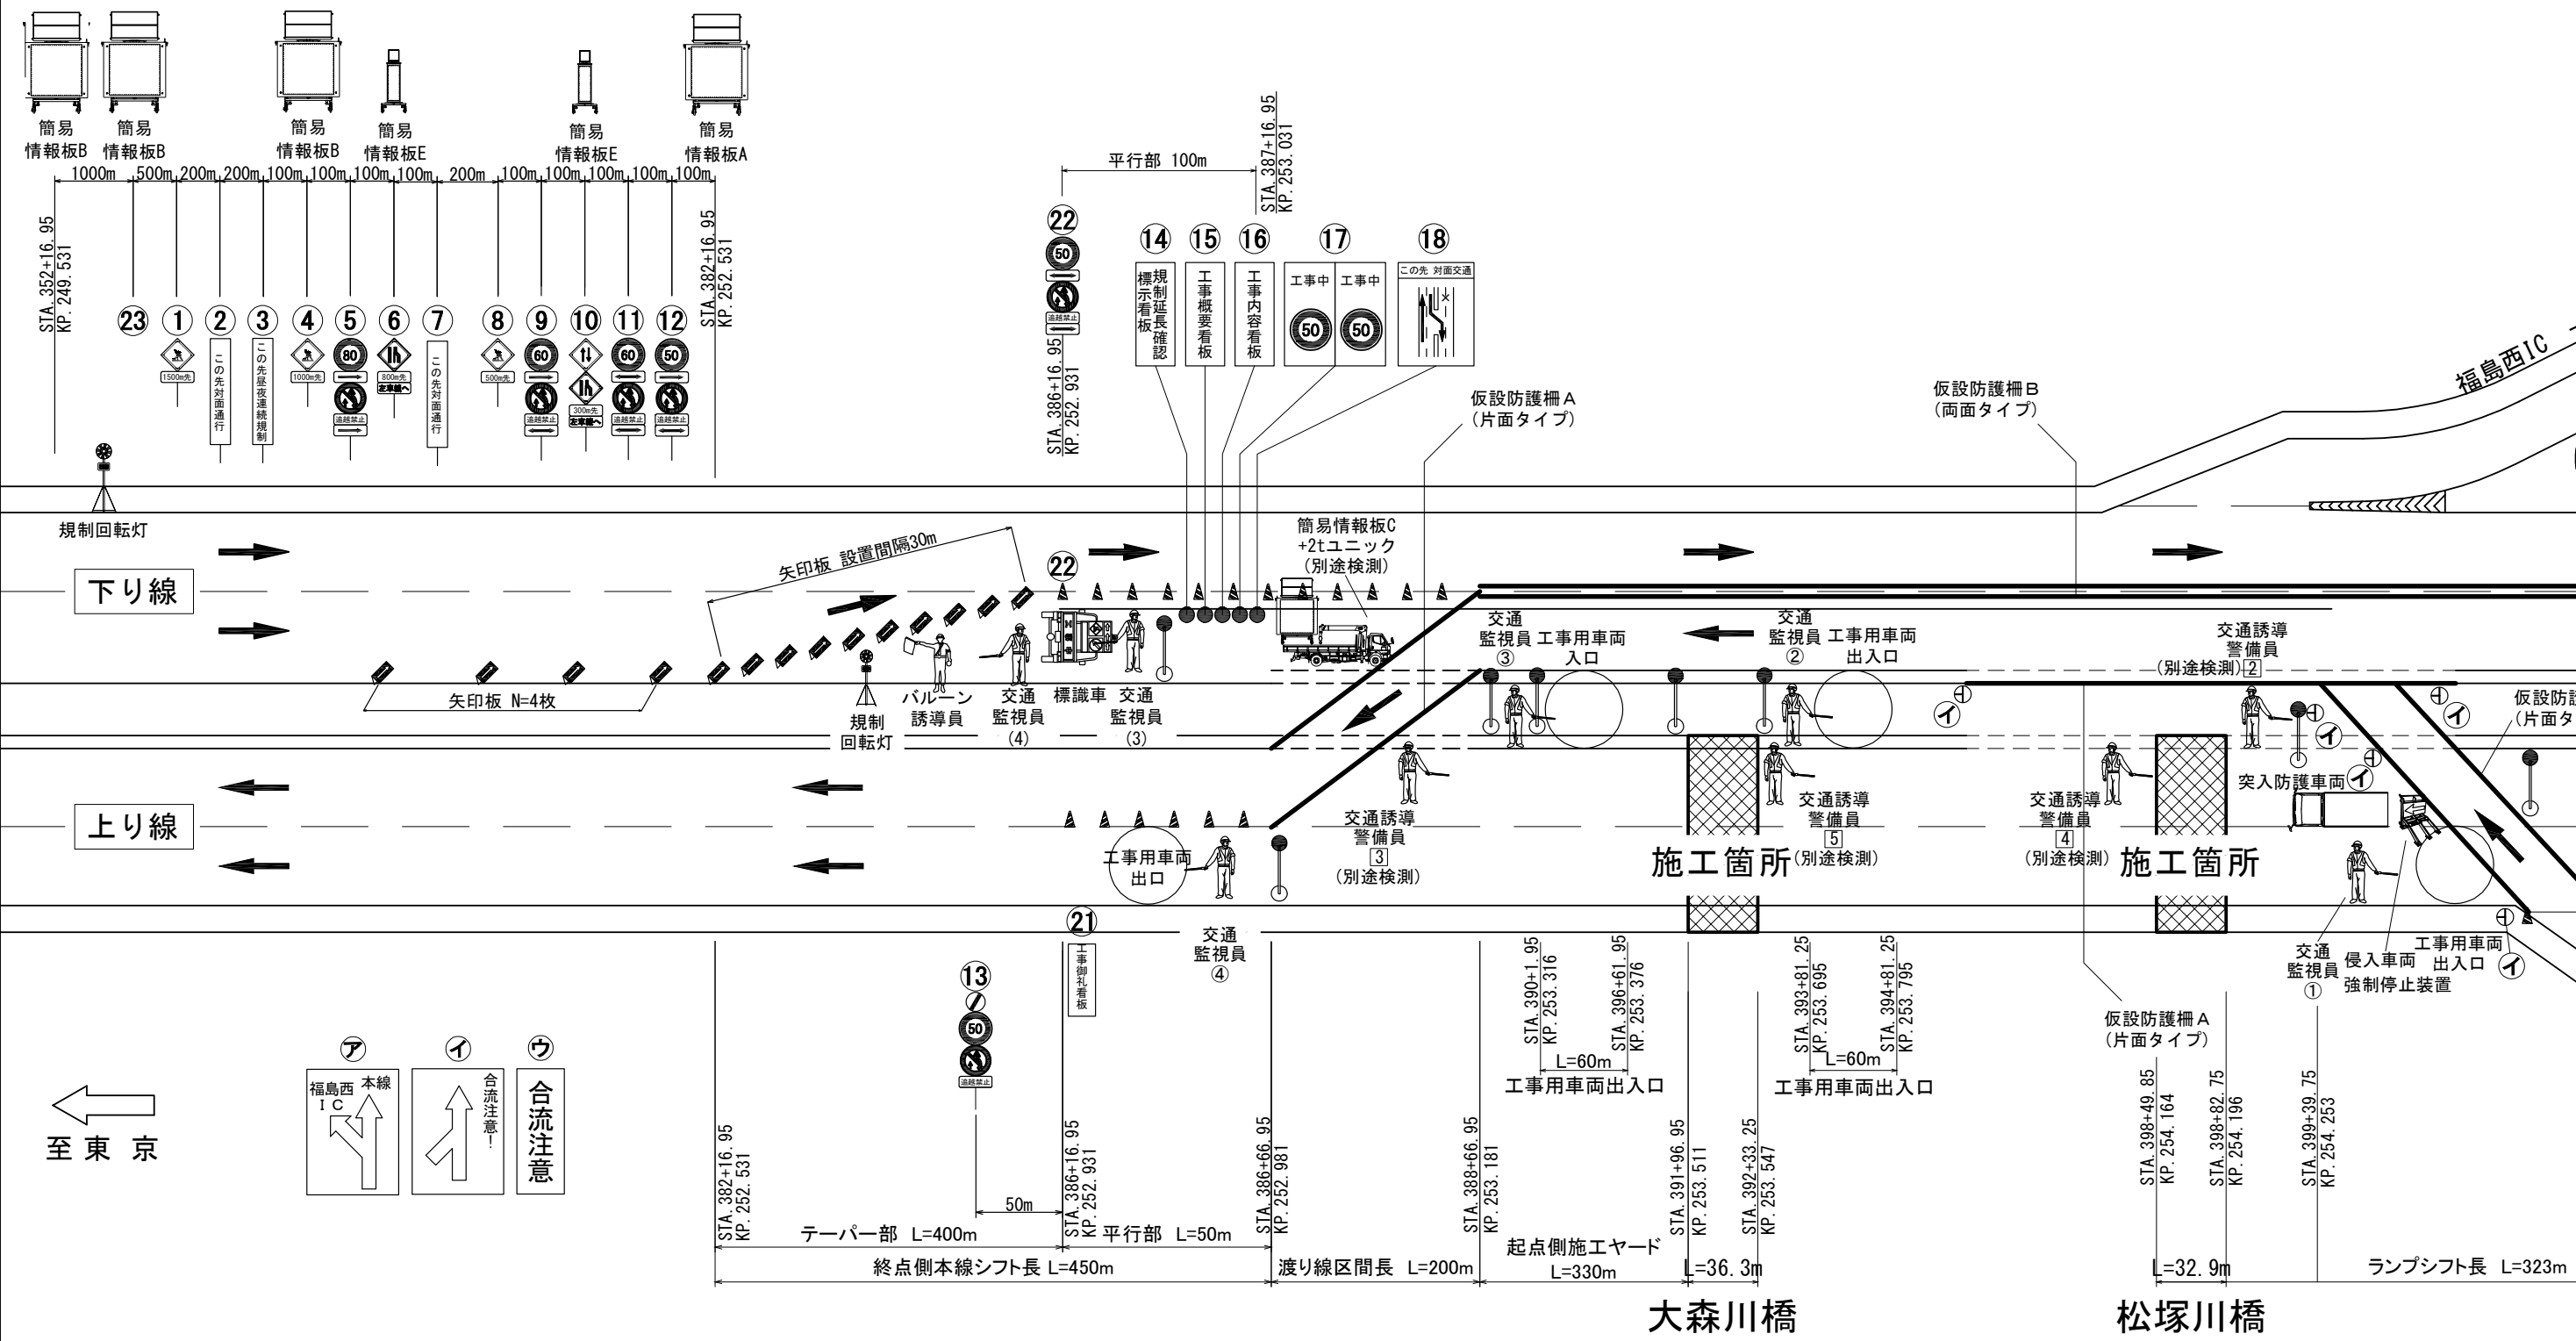 簡易
情報板B
簡易
情報板B
簡易
情報板B
簡易
情報板E
簡易
情報板E
簡易
情報板A
1000m 500m 200m 200m 100m 100m 100m 100m 200m 100m 100m 100m 100m 100m
STA.352+16.95
KP.249.531
STA.382+16.95
KP.252.531
23 1 2 3 4 5 6 7 8 9 10 11 12
1500m先
この先対面通行
この先昼夜連続規制
1000m先
80
追越禁止
800m先
左車線へ
この先対面通行
500m先
60
追越禁止
300m先
左車線へ
60
追越禁止
50
追越禁止
平行部 100m
STA.387+16.95
KP.253.031
22
50
追越禁止
STA.386+16.95
KP.252.931
14 15 16 17 18
規制延長確認
標示看板
工事概要看板
工事内容看板
工事中 工事中
50 50
この先 対面交通
仮設防護柵A
(片面タイプ)
仮設防護柵B
(両面タイプ)
福島西IC
規制回転灯
下り線
矢印板 設置間隔30m
22
簡易情報板C
+2tユニック
(別途検測)
矢印板 N=4枚
規制
回転灯
バルーン
誘導員
交通
監視員
(4)
標識車
交通
監視員
(3)
交通
監視員
③
工事用車両
入口
交通
監視員
②
工事用車両
出入口
交通誘導
警備員
(別途検測)2
イ
イ
イ
イ
仮設防護
(片面タ
上り線
工事用車両
出口
交通
監視員
④
交通誘導
警備員
3
(別途検測)
施工箇所
交通誘導
警備員
5
(別途検測)
交通誘導
警備員
4
(別途検測)
施工箇所
突入防護車両
交通
監視員
①
侵入車両
強制停止装置
工事用車両
出入口
イ
21
工事御礼看板
13
50
追越禁止
50m
STA.390+1.95
KP.253.316
STA.396+61.95
KP.253.376
L=60m
工事用車両出入口
STA.393+81.25
KP.253.695
STA.394+81.25
KP.253.795
L=60m
工事用車両出入口
仮設防護柵A
(片面タイプ)
至東 京
ア
福島西
IC
本線
イ
合流注意!
ウ
合流注意
STA.382+16.95
KP.252.531
STA.386+16.95
KP.252.931
STA.386+66.95
KP.252.981
STA.388+66.95
KP.253.181
STA.391+96.95
KP.253.511
STA.392+33.25
KP.253.547
STA.398+49.85
KP.254.164
STA.398+82.75
KP.254.196
STA.399+39.75
KP.254.253
テーパー部 L=400m
平行部 L=50m
終点側本線シフト長 L=450m
渡り線区間長 L=200m
起点側施工ヤード
L=330m
L=36.3m
L=32.9m
ランプシフト長 L=323m
大森川橋
松塚川橋